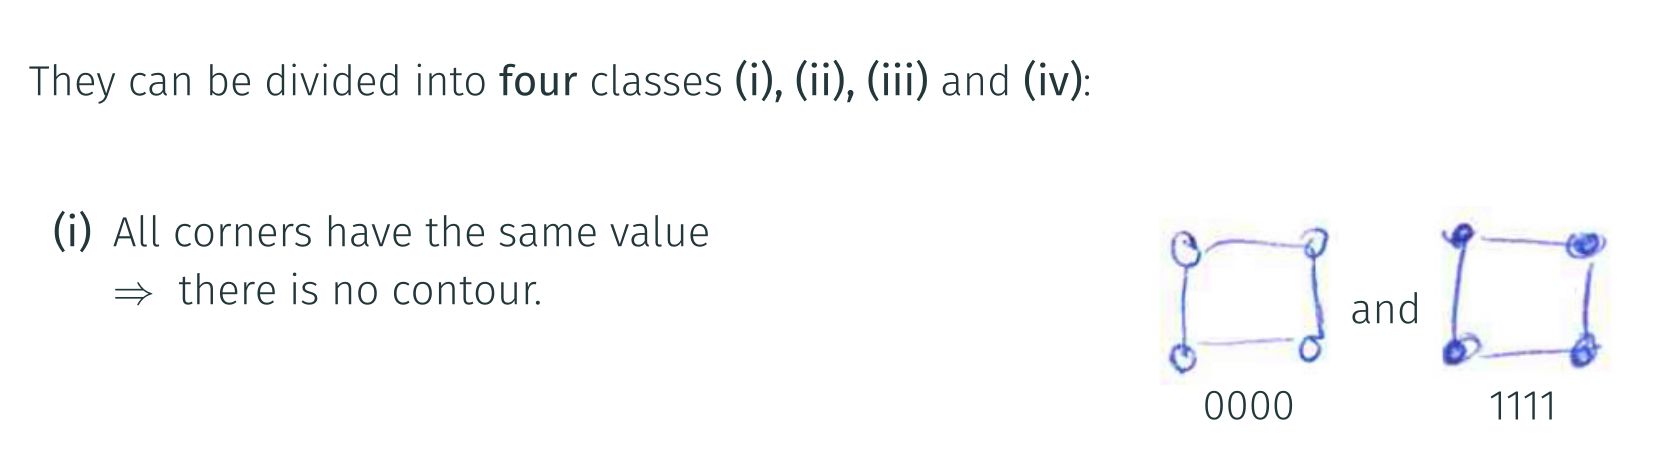 They can be divided into four classes (i), (ii), (iii) and (iv):
(i) All corners have the same value
⇒ there is no contour.
and
0000
1111